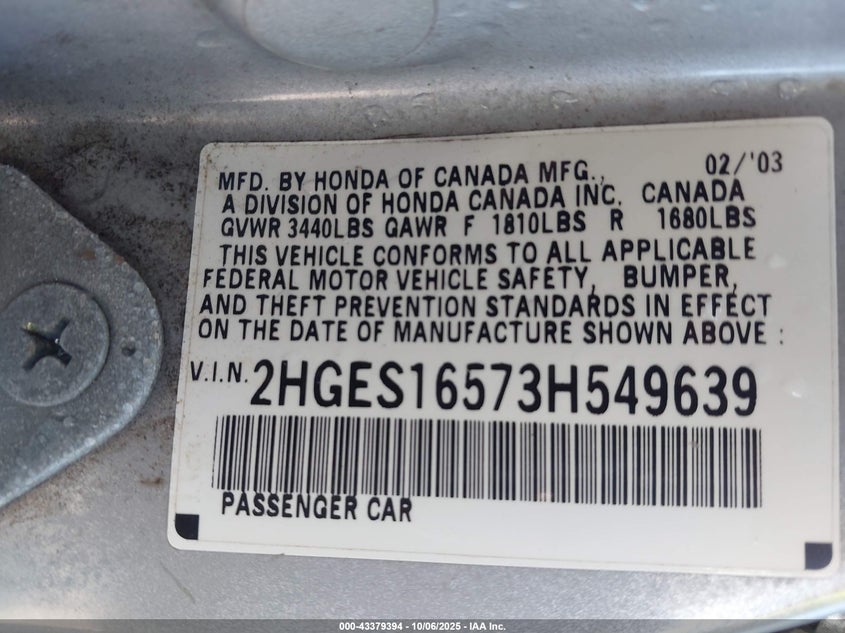 MFD. BY HONDA OF CANADA MFG., 02/'03
A DIVISION OF HONDA CANADA INC. CANADA
GVWR 3440LBS GAWR F 1810LBS R 1680LBS
THIS VEHICLE CONFORMS TO ALL APPLICABLE
FEDERAL MOTOR VEHICLE SAFETY, BUMPER,
AND THEFT PREVENTION STANDARDS IN EFFECT
ON THE DATE OF MANUFACTURE SHOWN ABOVE :
V.I.N. 2HGES16573H549639
PASSENGER CAR
000-43379394 - 10/06/2025 - IAA Inc.